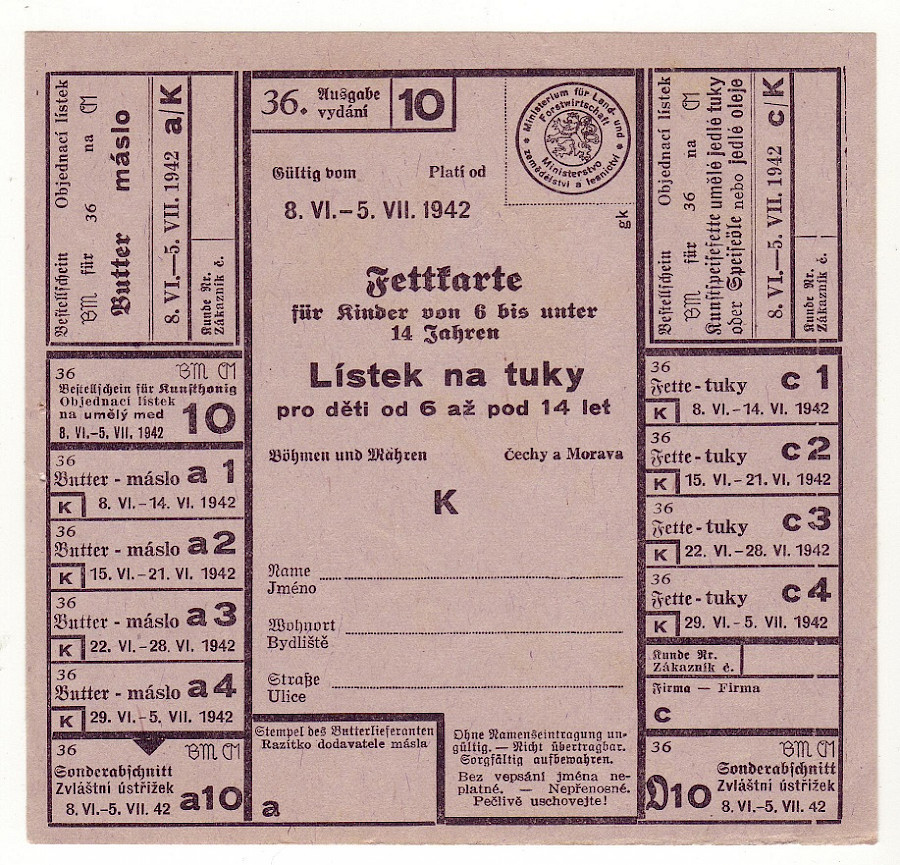 Bestellschein Objednací lístek
BM für 36 na ČM
Butter máslo
8. VI.—5. VII. 1942 a/K
Kunde Nr.
Zákazník č.
36 BM ČM
Bestellschein für Kunsthonig
Objednací lístek
na umělý med 10
8. VI.-5. VII. 1942
36
Butter - máslo a 1
K 8. VI.-14. VI. 1942
36
Butter - máslo a 2
K 15. VI.-21. VI. 1942
36
Butter - máslo a 3
K 22. VI.-28. VI. 1942
36
Butter - máslo a 4
K 29. VI.-5. VII. 1942
36 BM ČM
Sonderabschnitt
Zvláštní ústřižek
8. VI.-5. VII. 42 a10
36. Ausgabe
vydání 10
Ministerium für Land- und
Forstwirtschaft
Ministerstvo
zemědělství a lesnictví
Gültig vom Platí od
8. VI.-5. VII. 1942
gk
Fettkarte
für Kinder von 6 bis unter
14 Jahren
Lístek na tuky
pro děti od 6 až pod 14 let
Böhmen und Mähren Čechy a Morava
K
Name
Jméno
Wohnort
Bydliště
Straße
Ulice
Stempel des Butterlieferanten
Razítko dodavatele másla
a
Ohne Namenseintragung un-
gültig. — Nicht übertragbar.
Sorgfältig aufbewahren.
Bez vepsání jména ne-
platné. — Nepřenosné.
Pečlivě uschovejte!
Bestellschein Objednací lístek
BM für 36 na ČM
Kunstspeisefette umělé jedlé tuky
oder Speiseöle nebo jedlé oleje
8. VI.—5. VII. 1942 c/K
Kunde Nr.
Zákazník č.
36
Fette - tuky c 1
K 8. VI.-14. VI. 1942
36
Fette - tuky c 2
K 15. VI.-21. VI. 1942
36
Fette - tuky c 3
K 22. VI.-28. VI. 1942
36
Fette - tuky c 4
K 29. VI.-5. VII. 1942
Kunde Nr.
Zákazník č.
Firma — Firma
c
36 BM ČM
Sonderabschnitt
D10 Zvláštní ústřižek
8. VI.-5. VII. 1942